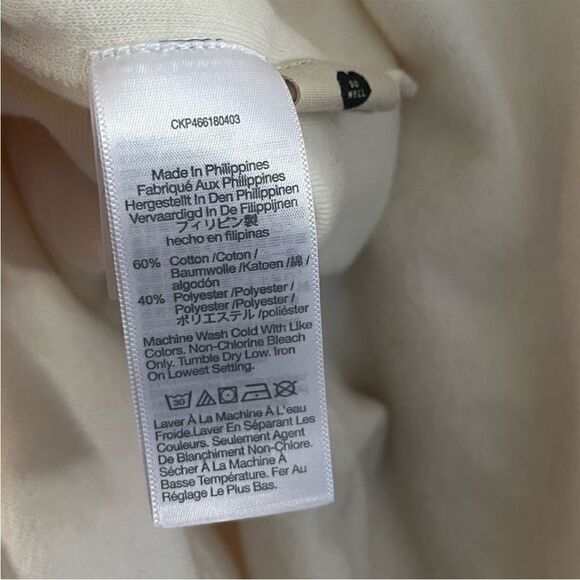 CKP466180403
DO
WELL
Made In Philippines
Fabriqué Aux Philippines
Hergestellt In Den Philippinen
Vervaardigd In De Filippijnen
フィリピン製
hecho en filipinas
60% Cotton /Coton /
Baumwolle /Katoen /綿 /
algodón
40% Polyester /Polyester /
Polyester /Polyester /
ポリエステル /poliéster
Machine Wash Cold With Like
Colors. Non-Chlorine Bleach
Only. Tumble Dry Low. Iron
On Lowest Setting.
30
Laver À La Machine À L'eau
Froide.Laver En Séparant Les
Couleurs. Seulement Agent
De Blanchiment Non-Chlore.
Sécher À La Machine À
Basse Température. Fer Au
Réglage Le Plus Bas.